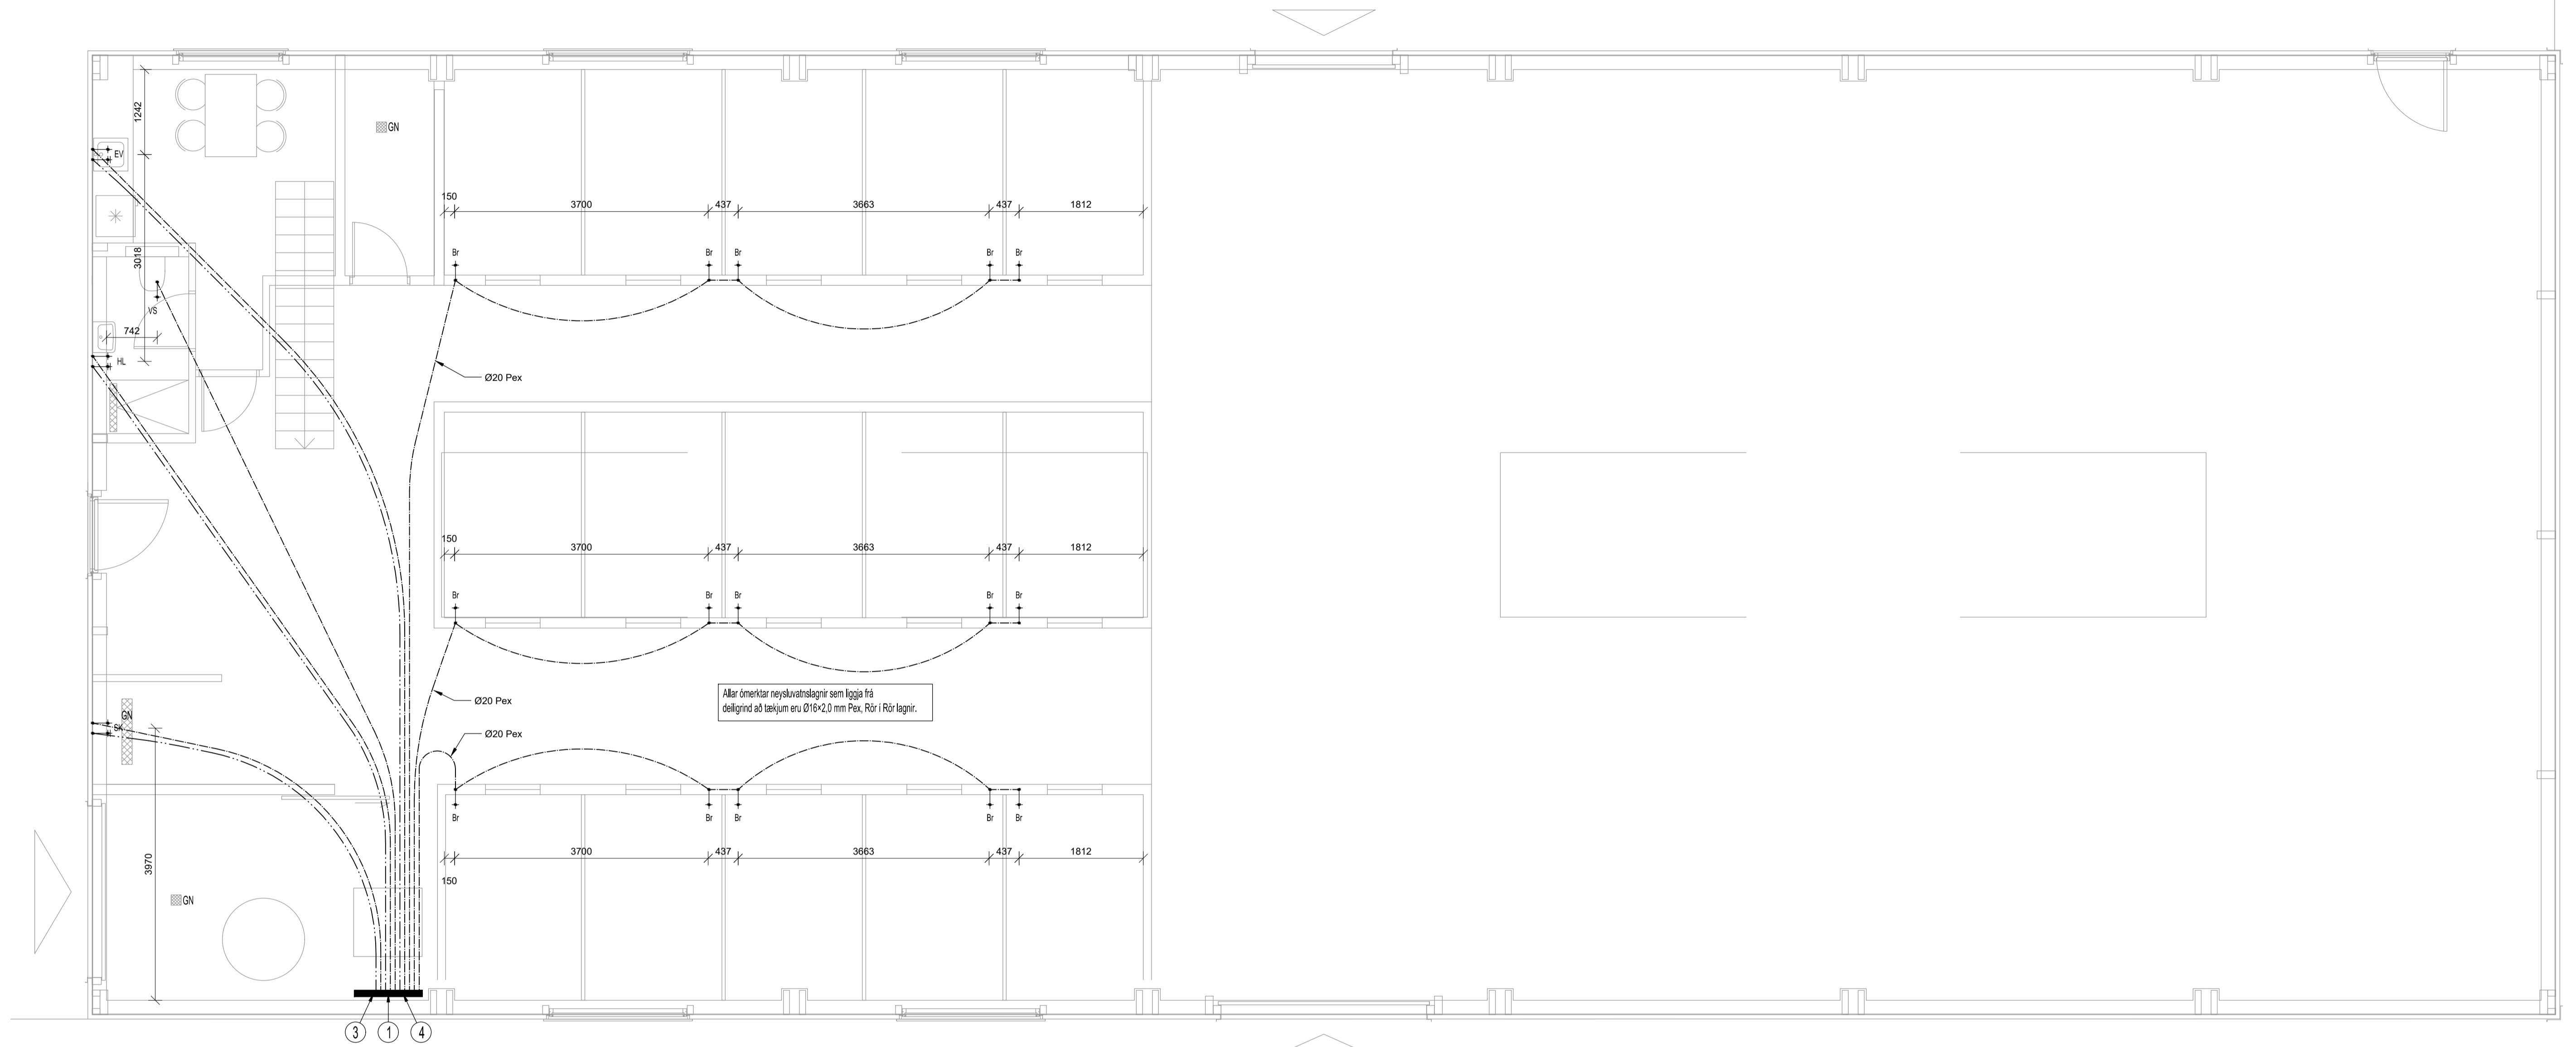 1242
GN
EV
150
3700
437
3663
437
1812
3018
Br
Br
Br
Br
Br
VS
742
HL
Ø20 Pex
150
3700
437
3663
437
1812
Br
Br
Br
Br
Br
Allar ómerktar neysluvatnslagnir sem liggja frá
deiligrind að tækjum eru Ø16×2,0 mm Pex, Rör í Rör lagnir.
Ø20 Pex
GN
SK
Ø20 Pex
Br
Br
Br
Br
Br
3970
3700
437
3663
437
1812
150
GN
3
1
4